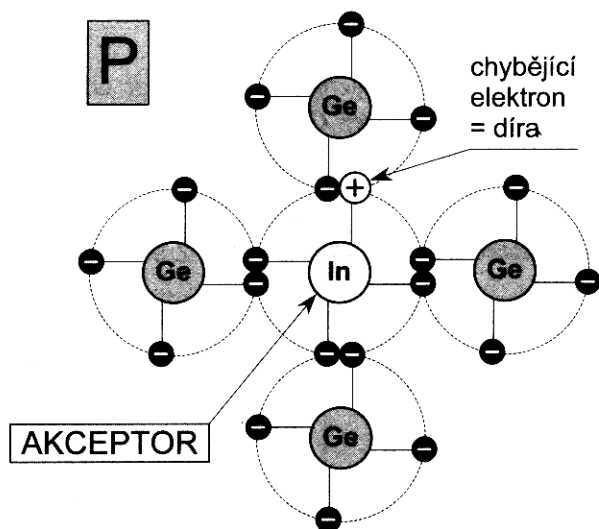 P
Ge
chybějící
elektron
= díra
+
Ge
In
Ge
AKCEPTOR
Ge